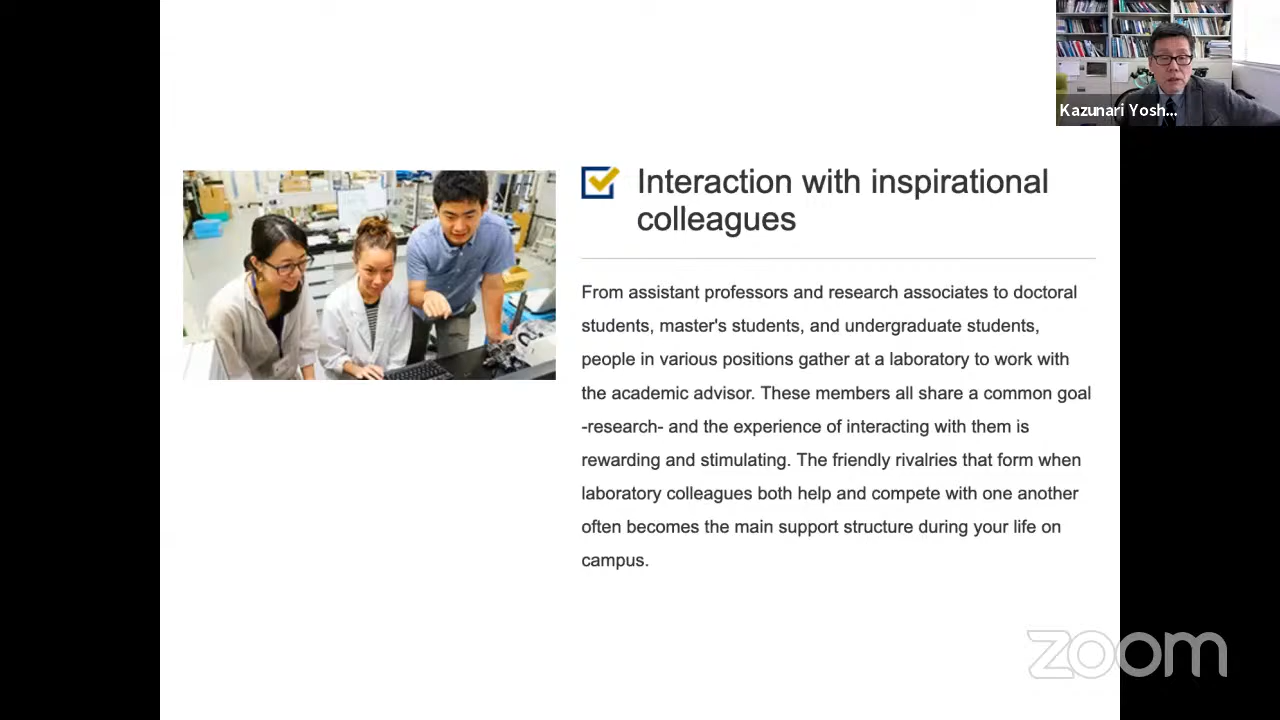 Kazunari Yosh...
Interaction with inspirational
colleagues
From assistant professors and research associates to doctoral
students, master's students, and undergraduate students,
people in various positions gather at a laboratory to work with
the academic advisor. These members all share a common goal
-research- and the experience of interacting with them is
rewarding and stimulating. The friendly rivalries that form when
laboratory colleagues both help and compete with one another
often becomes the main support structure during your life on
campus.
zoom